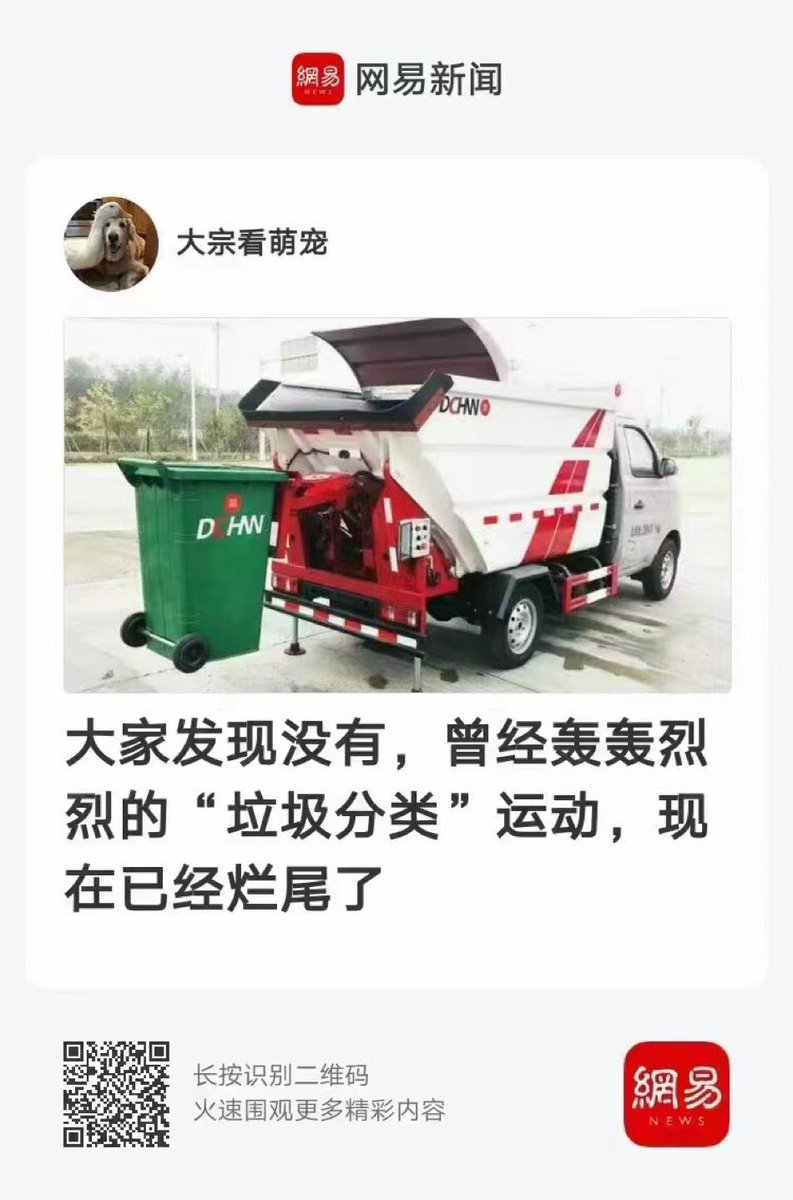 網易
NEWS
网易新闻
大宗看萌宠
DCHW
DCHW
大家发现没有，曾经轰轰烈
烈的“垃圾分类”运动，现
在已经烂尾了
长按识别二维码
火速围观更多精彩内容
網易
NEWS